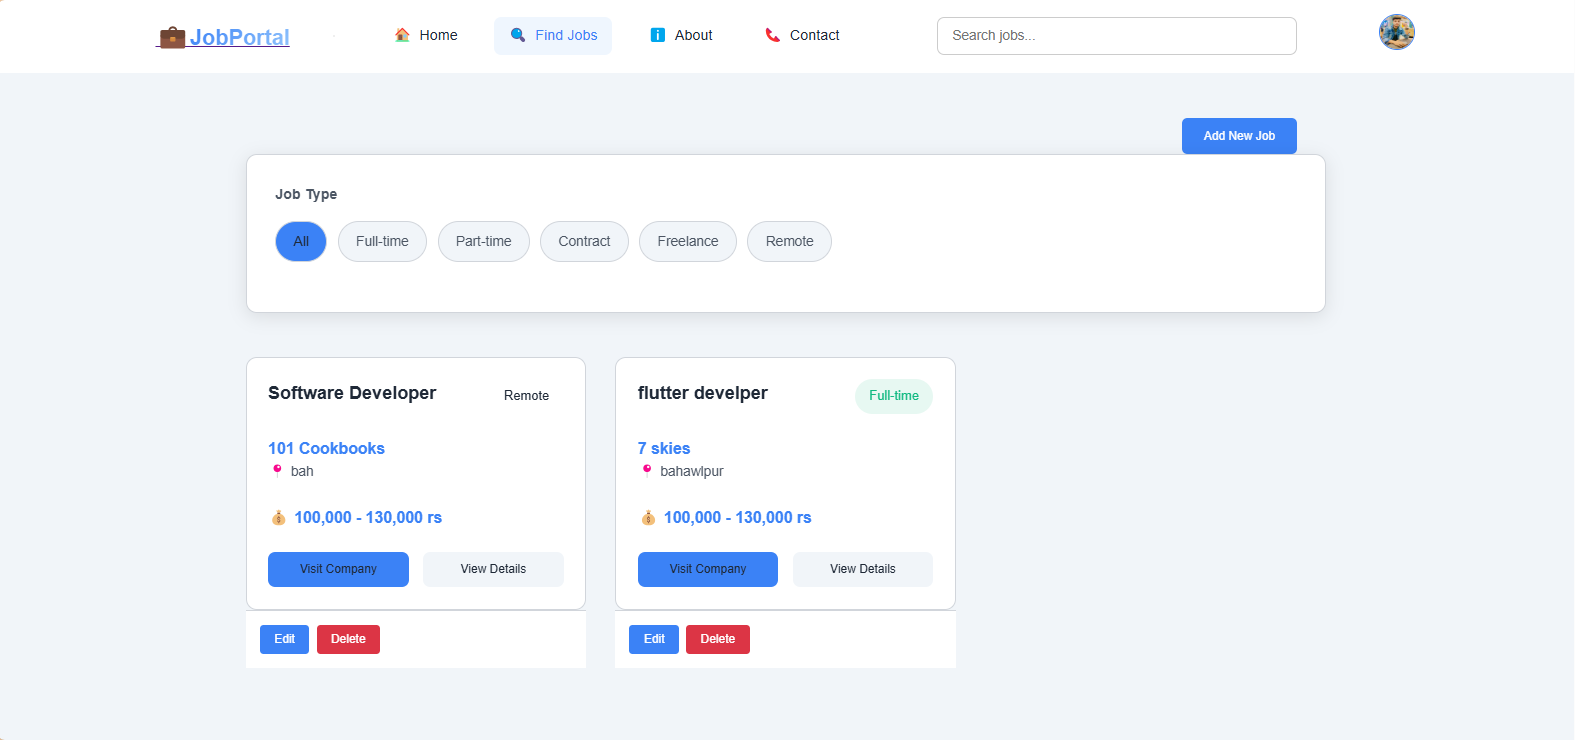 JobPortal
Home
Find Jobs
About
Contact
Search jobs...
Add New Job
Job Type
All
Full-time
Part-time
Contract
Freelance
Remote
Software Developer
Remote
101 Cookbooks
bah
100,000 - 130,000 rs
Visit Company
View Details
Edit
Delete
flutter develper
Full-time
7 skies
bahawlpur
100,000 - 130,000 rs
Visit Company
View Details
Edit
Delete